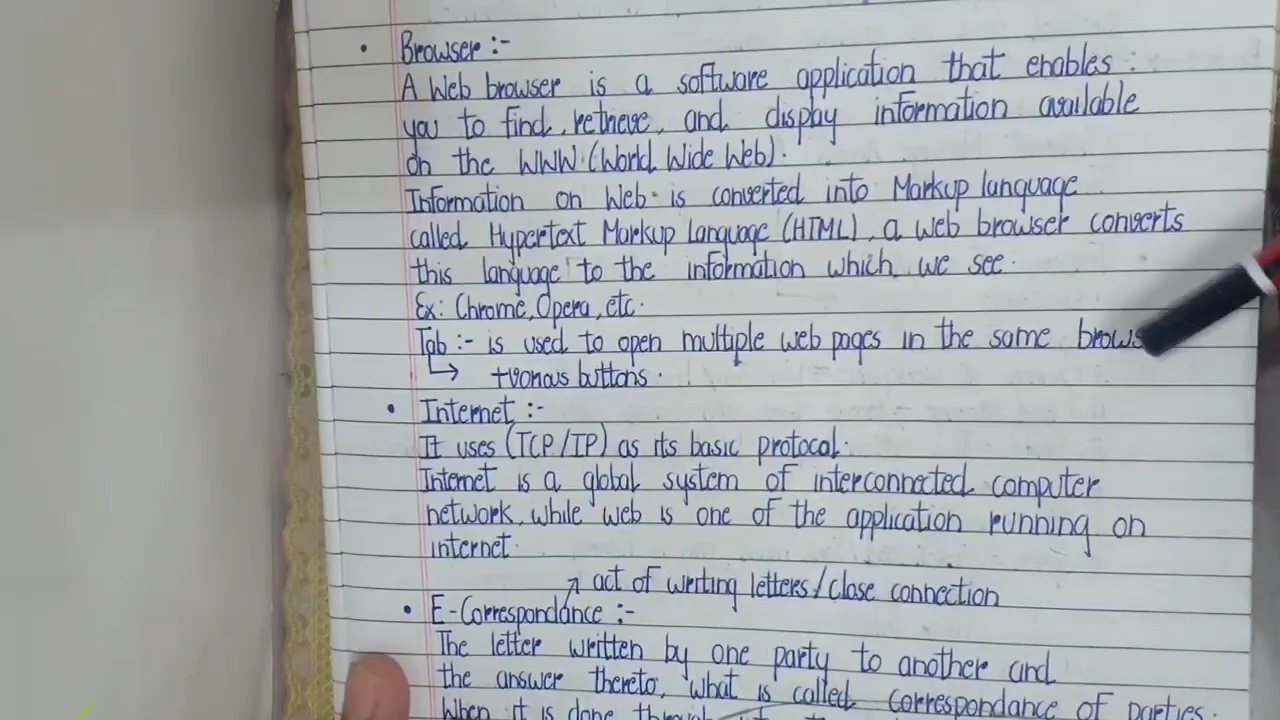 • Browser :-
A Web browser is a software application that enables
you to find, retrieve, and display information available
on the WWW (World Wide Web).
Information on Web is converted into Markup language
called Hypertext Markup Language (HTML), a web browser converts
this language to the information which we see.
Ex: Chrome, Opera, etc.
Tab :- is used to open multiple web pages in the same brows
↳ +various buttons.
• Internet :-
It uses (TCP/IP) as its basic protocal.
Internet is a global system of interconnected computer
network, while web is one of the application running on
internet.
↗ act of writing letters/close connection
• E-Correspondance :-
The letter written by one party to another and
the answer thereto, what is called correspondance of parties.
When it is done through